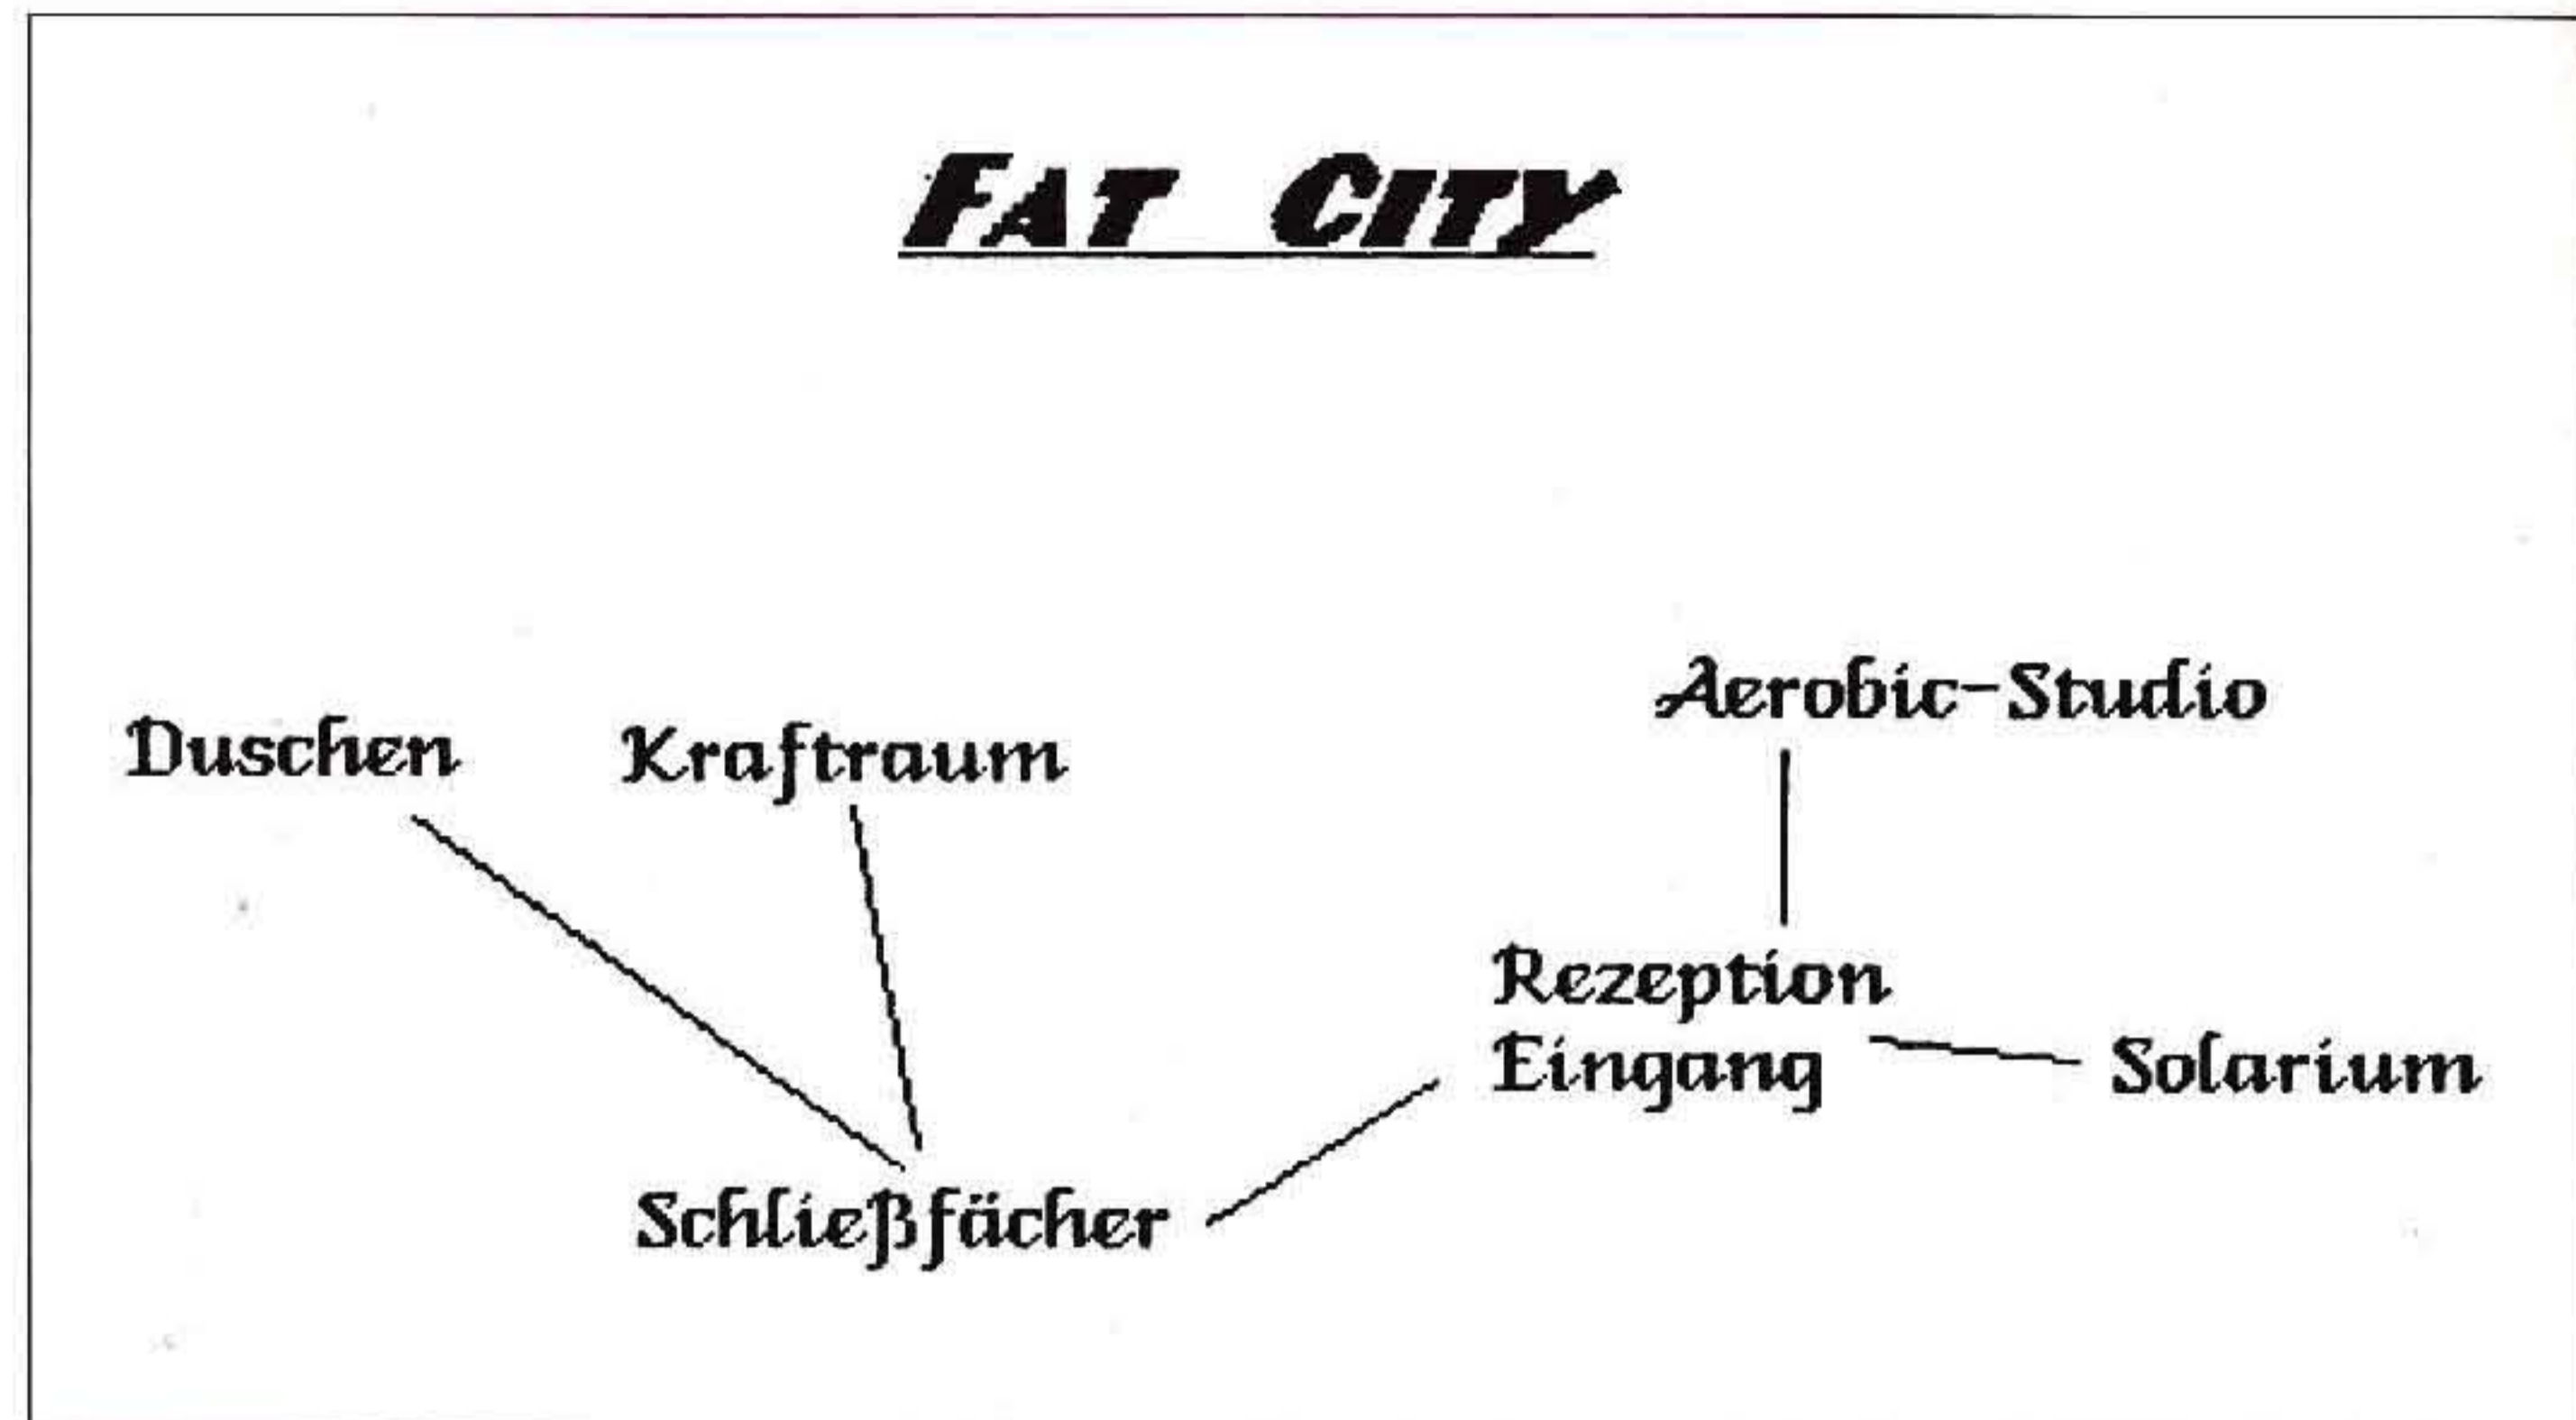 FAT CITY
Aerobic-Studio
Duschen
Kraftraum
Rezeption
Eingang
Solarium
Schließfächer